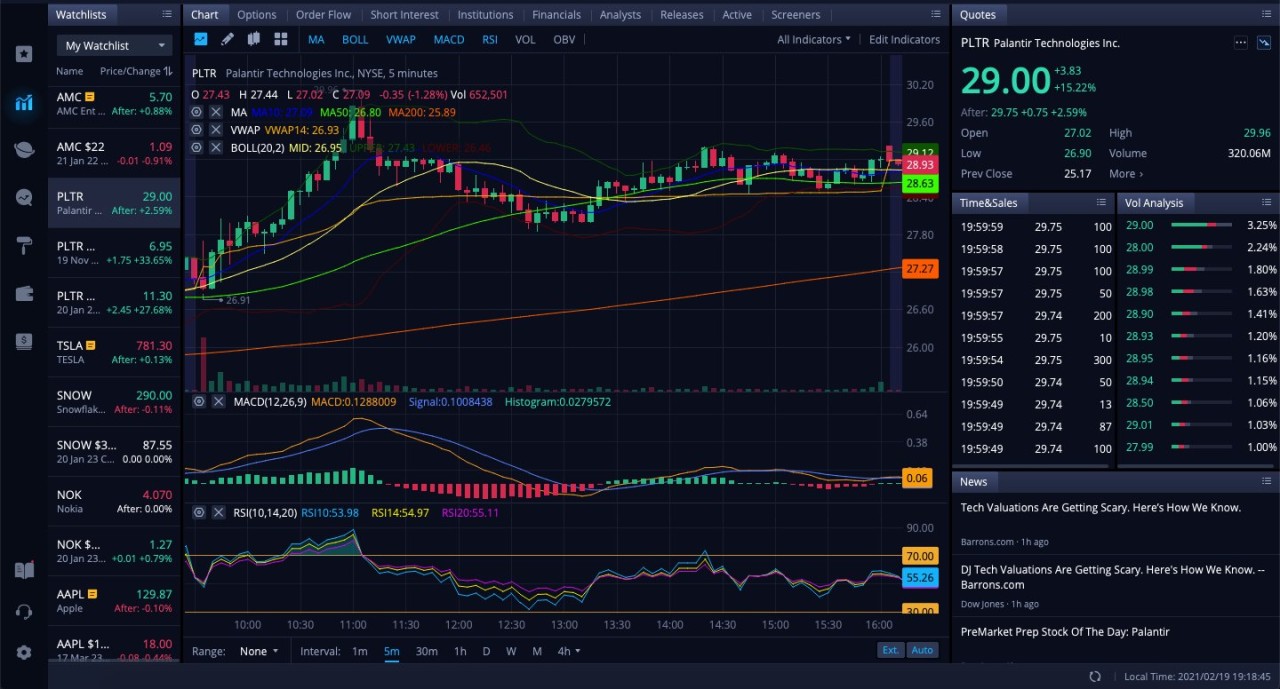 Watchlists
My Watchlist
Name Price/Change
AMC 5.70
AMC Ent ... After: +0.88%
AMC $22 1.09
21 Jan 22 ... -0.01 -0.91%
PLTR 29.00
Palantir ... After: +2.59%
PLTR ... 6.95
19 Nov ... +1.75 +33.65%
PLTR ... 11.30
20 Jan 2... +2.45 +27.68%
TSLA 781.30
TESLA After: +0.13%
SNOW 290.00
Snowflak... After: -0.11%
SNOW $3... 87.55
20 Jan 23 C... 0.00 0.00%
NOK 4.070
Nokia After: 0.00%
NOK $... 1.27
20 Jan 23... +0.01 +0.79%
AAPL 129.87
Apple After: -0.10%
AAPL $1... 18.00
17 Mar 23... -0.08 -0.44%
Chart Options Order Flow Short Interest Institutions Financials Analysts Releases Active Screeners
MA BOLL VWAP MACD RSI VOL OBV All Indicators Edit Indicators
PLTR Palantir Technologies Inc., NYSE, 5 minutes
O 27.43 H 27.44 L 27.02 C 27.09 -0.35 (-1.28%) Vol 652,501
MA MA10: 27.09 MA50: 26.80 MA200: 25.89
VWAP VWAP14: 26.93
BOLL(20,2) MID: 26.95 UPPER: 27.43 LOWER: 26.46
26.91
30.20
29.60
29.12
28.93
28.63
28.40
27.80
27.27
26.60
26.00
MACD(12,26,9) MACD:0.1288009 Signal:0.1008438 Histogram:0.0279572
0.64
0.38
0.06
RSI(10,14,20) RSI10:53.98 RSI14:54.97 RSI20:55.11
90.00
70.00
55.26
30.00
10:00 10:30 11:00 11:30 12:00 12:30 13:00 13:30 14:00 14:30 15:00 15:30 16:00
Range: None Interval: 1m 5m 30m 1h D W M 4h Ext. Auto
Quotes
PLTR Palantir Technologies Inc.
29.00 +3.83
+15.22%
After: 29.75 +0.75 +2.59%
Open 27.02 High 29.96
Low 26.90 Volume 320.06M
Prev Close 25.17 More ›
Time&Sales
19:59:59 29.75 100
19:59:58 29.75 100
19:59:57 29.75 100
19:59:57 29.75 50
19:59:57 29.74 200
19:59:55 29.75 10
19:59:54 29.75 300
19:59:50 29.74 50
19:59:49 29.74 13
19:59:49 29.74 87
19:59:49 29.74 100
Vol Analysis
29.00 3.25%
28.00 2.24%
28.99 1.80%
28.98 1.63%
28.90 1.41%
28.93 1.20%
28.95 1.16%
28.94 1.15%
28.50 1.06%
29.01 1.03%
27.99 1.00%
News
Tech Valuations Are Getting Scary. Here's How We Know.
Barrons.com · 1h ago
DJ Tech Valuations Are Getting Scary. Here's How We Know. --
Barrons.com
Dow Jones · 1h ago
PreMarket Prep Stock Of The Day: Palantir
Local Time: 2021/02/19 19:18:45